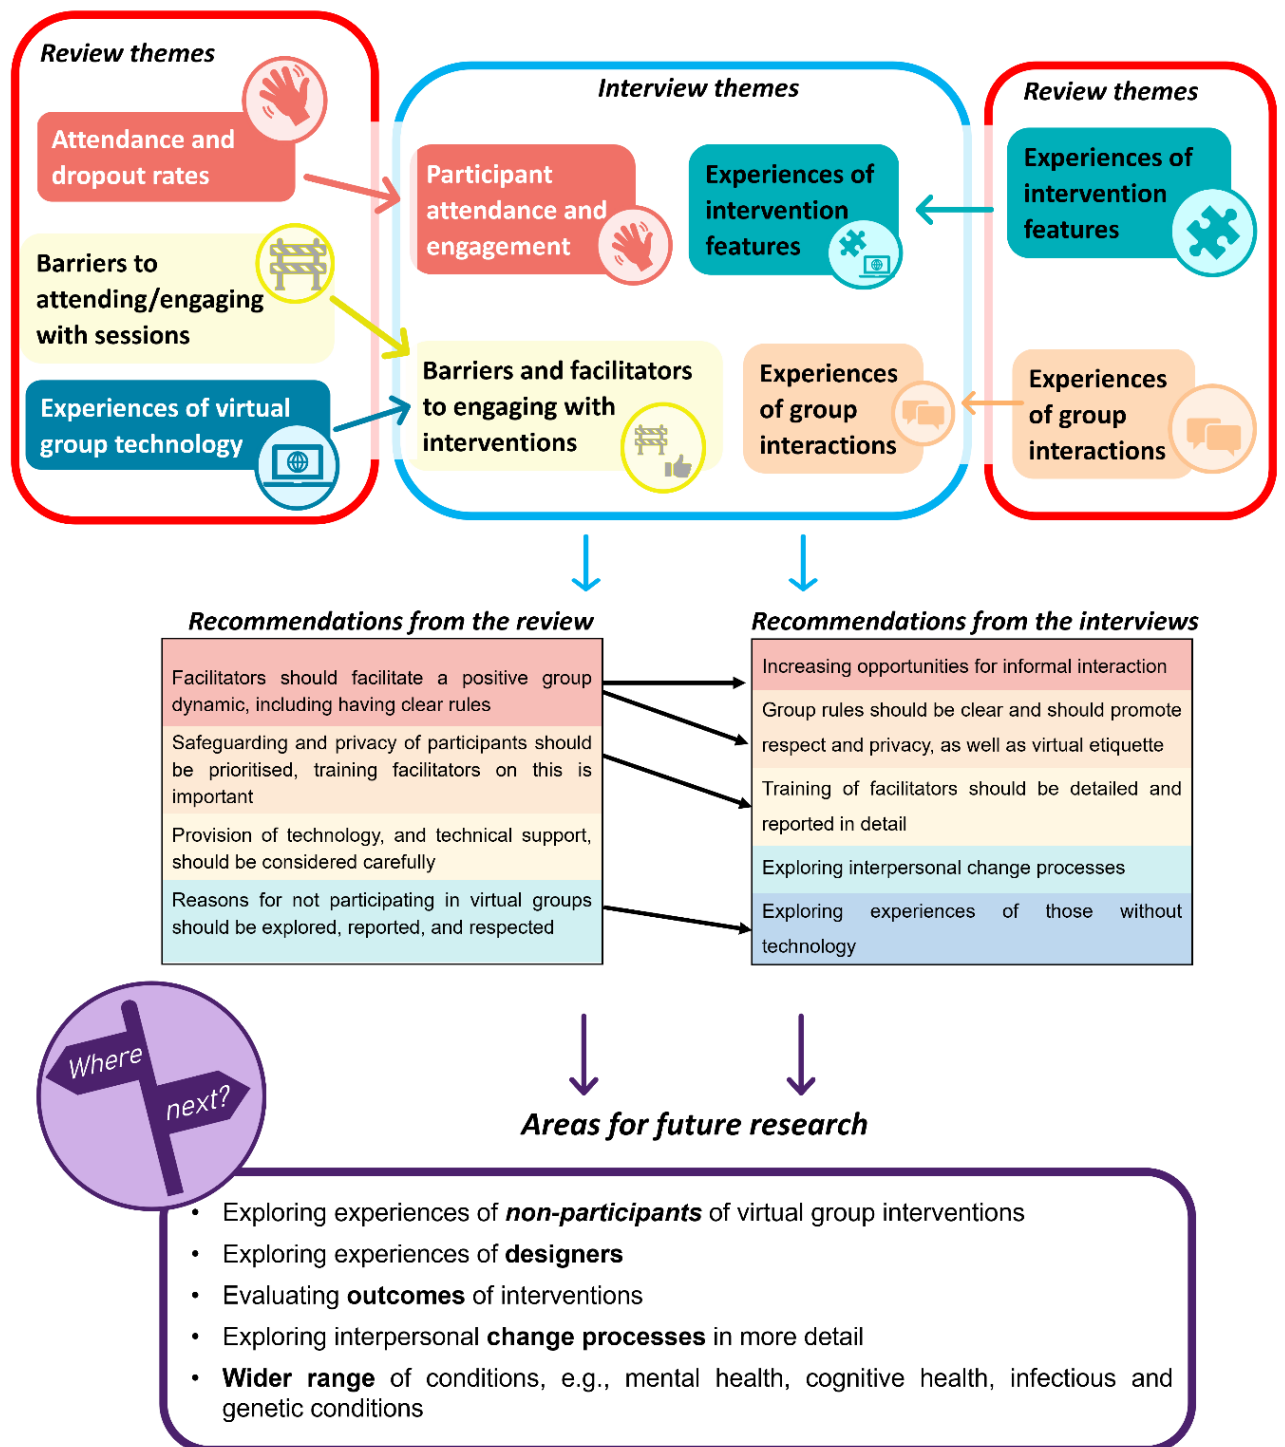 Review themes
Attendance and
dropout rates
Barriers to
attending/engaging
with sessions
Experiences of virtual
group technology
Interview themes
Participant
attendance and
engagement
Experiences of
intervention
features
Barriers and facilitators
to engaging with
interventions
Experiences
of group
interactions
Review themes
Experiences of
intervention
features
Experiences
of group
interactions
Recommendations from the review
Facilitators should facilitate a positive group
dynamic, including having clear rules
Safeguarding and privacy of participants should
be prioritised, training facilitators on this is
important
Provision of technology, and technical support,
should be considered carefully
Reasons for not participating in virtual groups
should be explored, reported, and respected
Recommendations from the interviews
Increasing opportunities for informal interaction
Group rules should be clear and should promote
respect and privacy, as well as virtual etiquette
Training of facilitators should be detailed and
reported in detail
Exploring interpersonal change processes
Exploring experiences of those without
technology
Where
next?
Areas for future research
• Exploring experiences of non-participants of virtual group interventions
• Exploring experiences of designers
• Evaluating outcomes of interventions
• Exploring interpersonal change processes in more detail
• Wider range of conditions, e.g., mental health, cognitive health, infectious and
genetic conditions